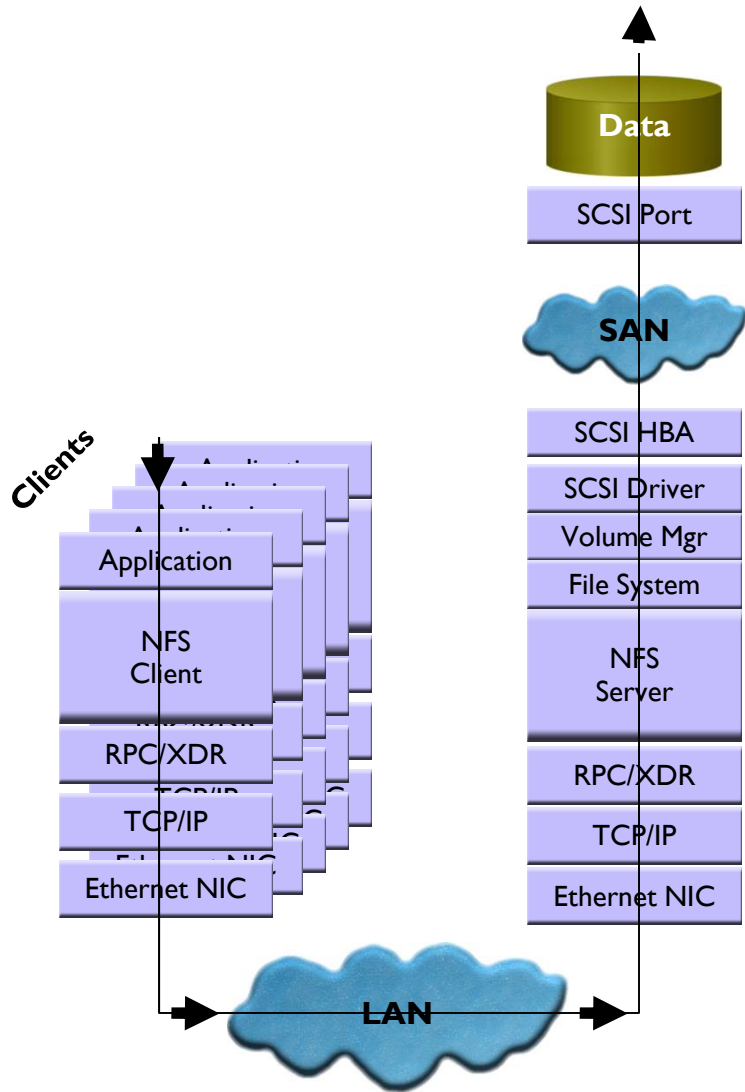 Data
SCSI Port
SAN
SCSI HBA
SCSI Driver
Volume Mgr
File System
NFS
Server
RPC/XDR
TCP/IP
Ethernet NIC
Clients
Application
NFS
Client
RPC/XDR
TCP/IP
Ethernet NIC
LAN